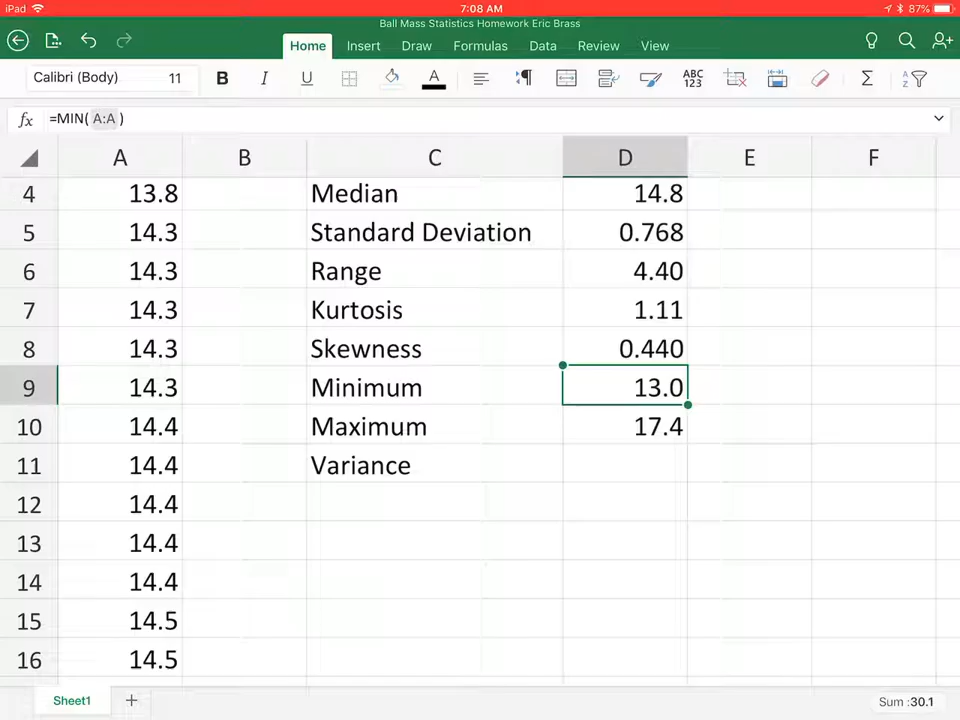 iPad 7:08 AM 87%
Ball Mass Statistics Homework Eric Brass
Home Insert Draw Formulas Data Review View
Calibri (Body) 11 B I U A ABC 123 Σ A Z
fx =MIN( A:A )
A B C D E F
4 13.8 Median 14.8
5 14.3 Standard Deviation 0.768
6 14.3 Range 4.40
7 14.3 Kurtosis 1.11
8 14.3 Skewness 0.440
9 14.3 Minimum 13.0
10 14.4 Maximum 17.4
11 14.4 Variance
12 14.4
13 14.4
14 14.4
15 14.5
16 14.5
Sheet1 + Sum :30.1